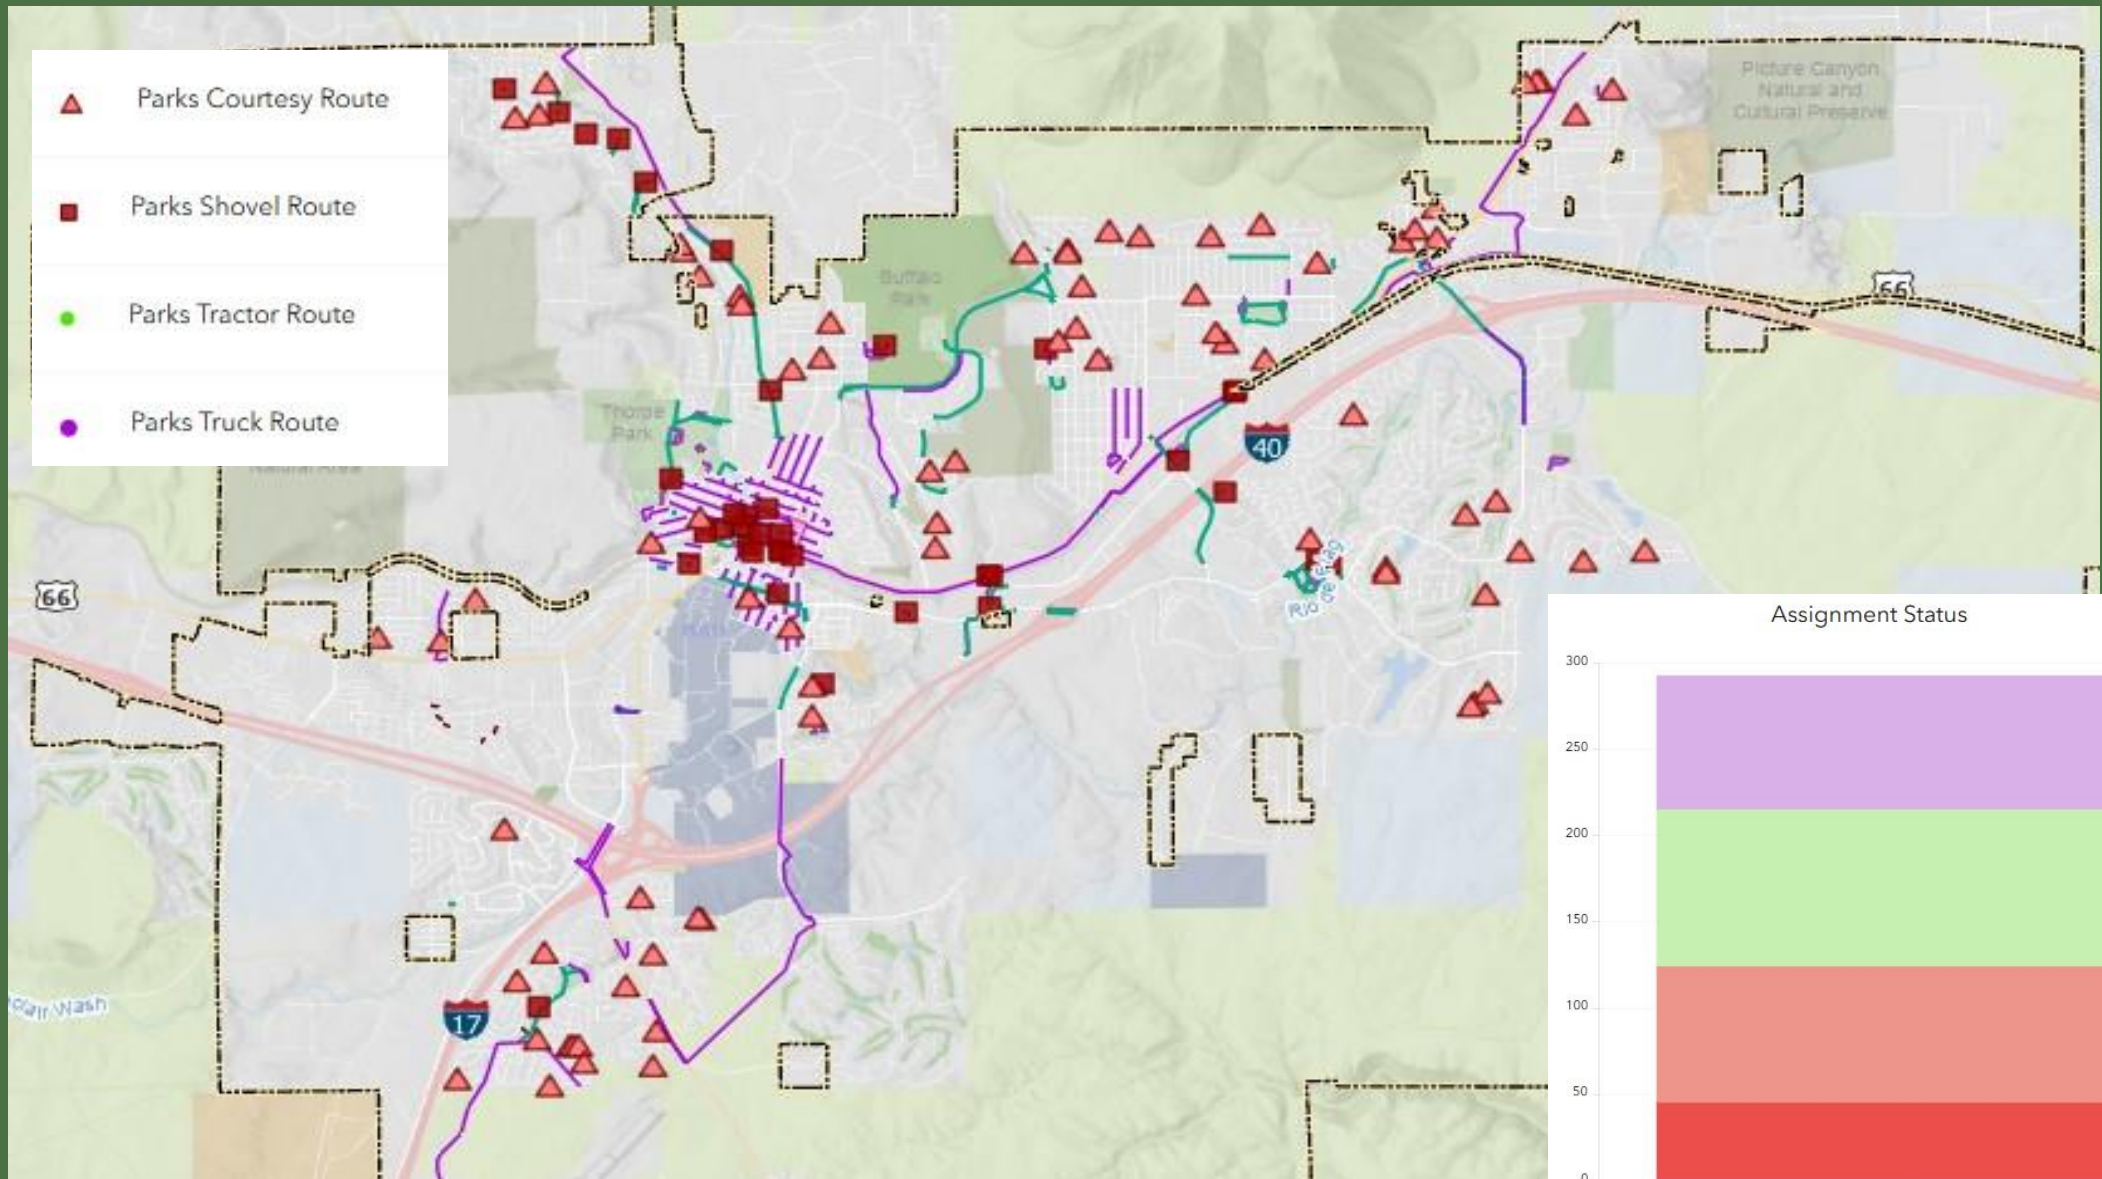 Parks Courtesy Route
Parks Shovel Route
Parks Tractor Route
Parks Truck Route
Picture Canyon
Natural and
Cultural Preserve
66
Buffalo
Park
Thorpe
Park
Natural Area
40
66
Rio de Flag
17
Assignment Status
300
250
200
150
100
50
0